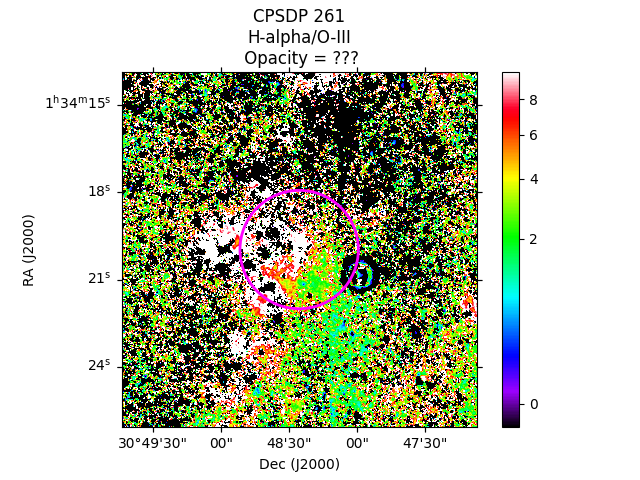 CPSDP 261
H-alpha/O-III
Opacity = ???
1ʰ34ᵐ15ˢ
18ˢ
21ˢ
24ˢ
RA (J2000)
30°49'30" 00" 48'30" 00" 47'30"
Dec (J2000)
8
6
4
2
0